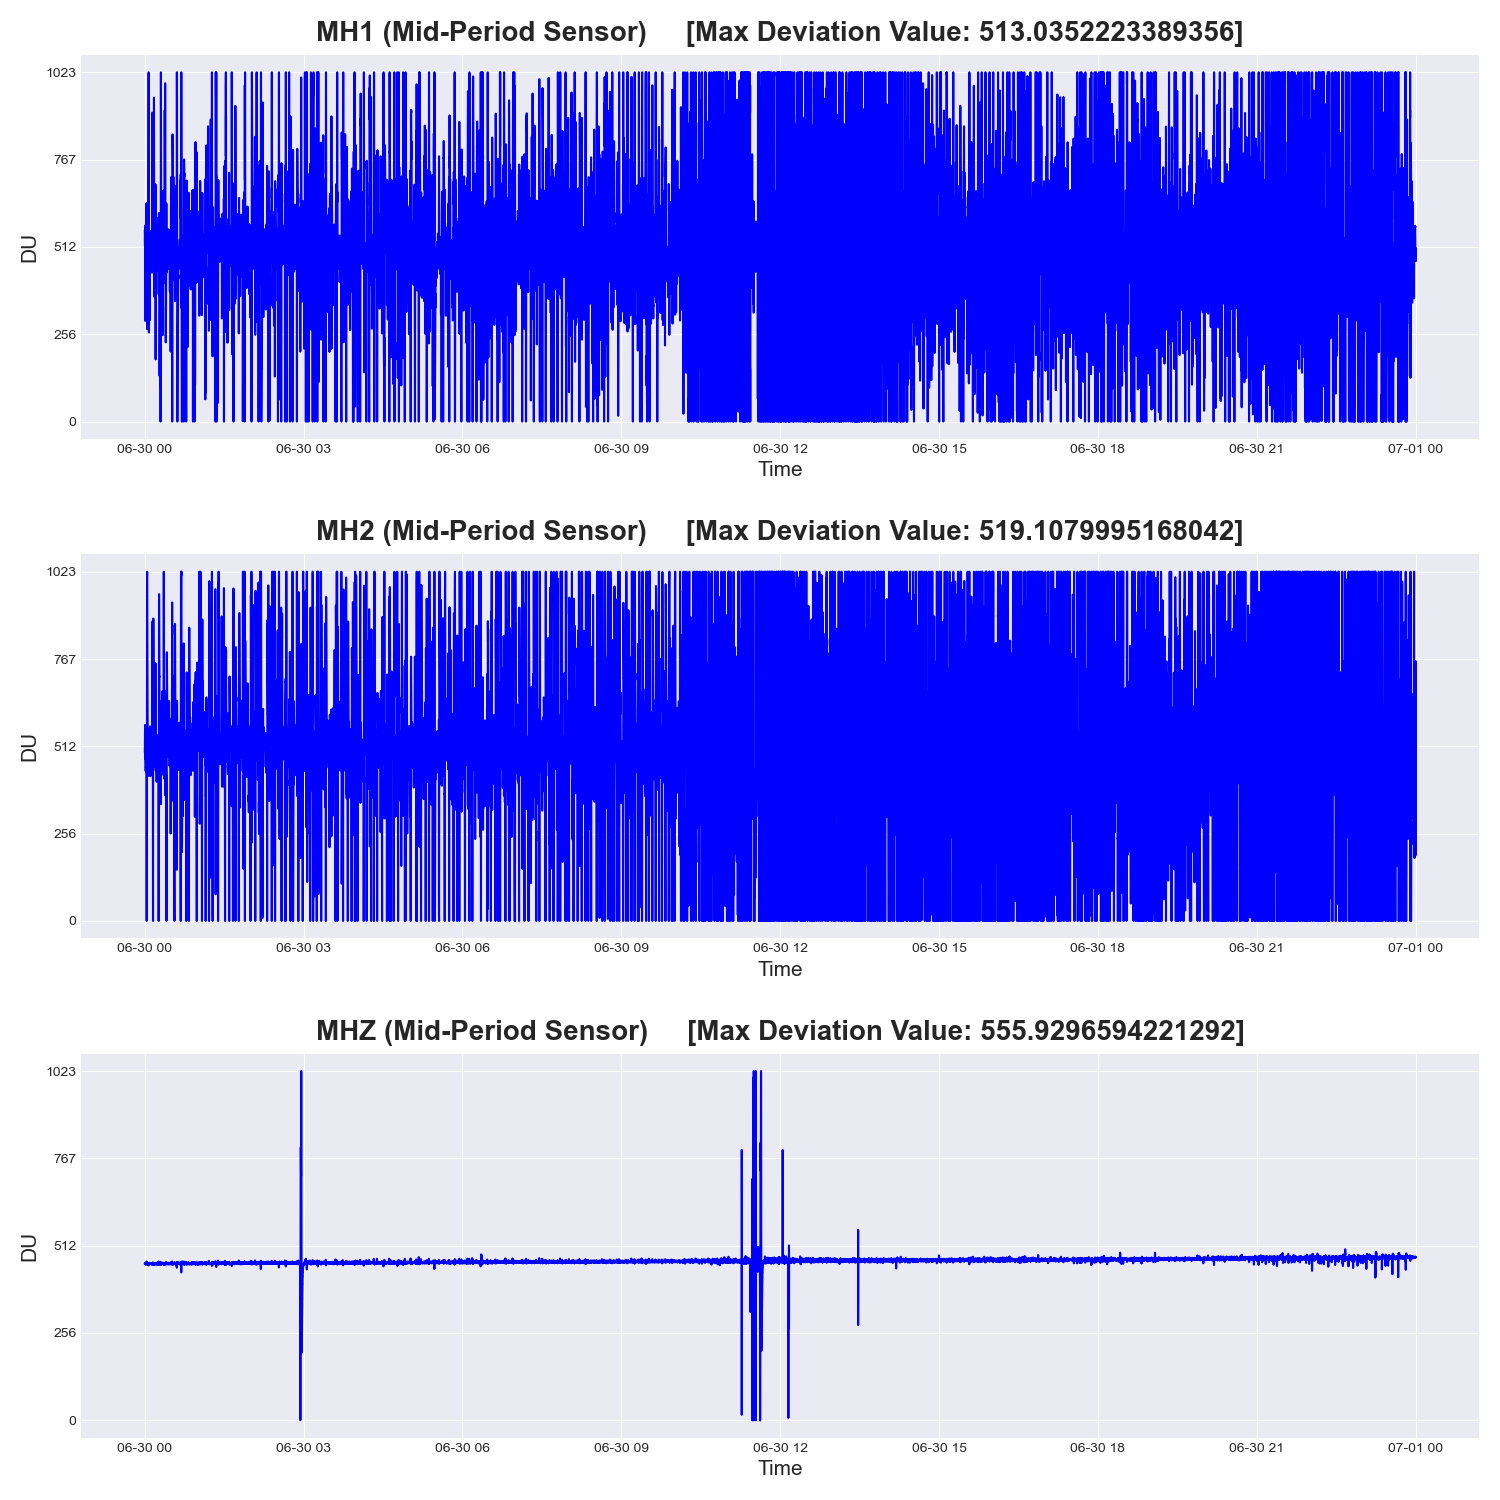 MH1 (Mid-Period Sensor) [Max Deviation Value: 513.0352223389356]
1023
767
512
256
0
DU
06-30 00 06-30 03 06-30 06 06-30 09 06-30 12 06-30 15 06-30 18 06-30 21 07-01 00
Time
MH2 (Mid-Period Sensor) [Max Deviation Value: 519.1079995168042]
1023
767
512
256
0
DU
06-30 00 06-30 03 06-30 06 06-30 09 06-30 12 06-30 15 06-30 18 06-30 21 07-01 00
Time
MHZ (Mid-Period Sensor) [Max Deviation Value: 555.9296594221292]
1023
767
512
256
0
DU
06-30 00 06-30 03 06-30 06 06-30 09 06-30 12 06-30 15 06-30 18 06-30 21 07-01 00
Time